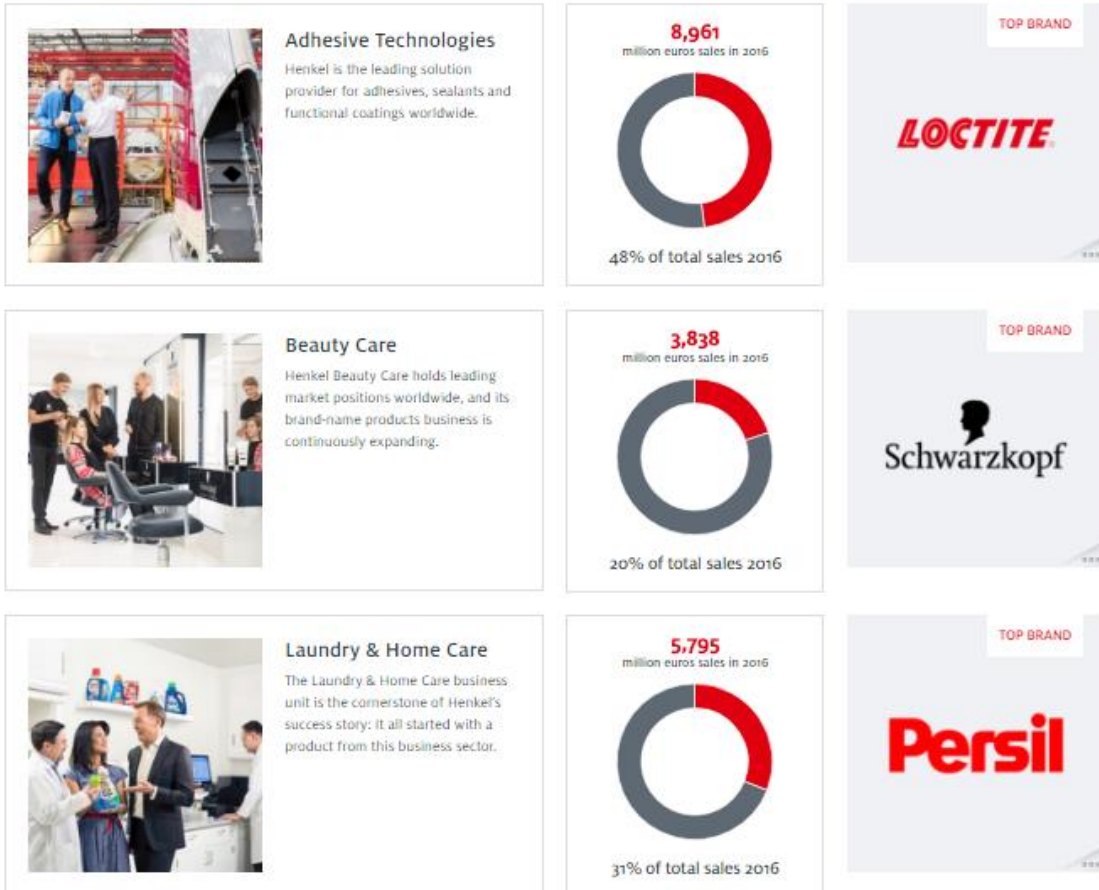 Adhesive Technologies
Henkel is the leading solution
provider for adhesives, sealants and
functional coatings worldwide.
8,961
million euros sales in 2016
48% of total sales 2016
TOP BRAND
LOCTITE
Beauty Care
Henkel Beauty Care holds leading
market positions worldwide, and its
brand-name products business is
continuously expanding.
3,838
million euros sales in 2016
20% of total sales 2016
TOP BRAND
Schwarzkopf
Laundry & Home Care
The Laundry & Home Care business
unit is the cornerstone of Henkel's
success story: it all started with a
product from this business sector.
5,795
million euros sales in 2016
31% of total sales 2016
TOP BRAND
Persil